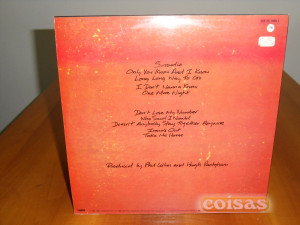 Sussudio
Only You Know And I Know
Long Long Way To Go
I Don't Wanna Know
One More Night
Don't Lose My Number
Who Said I Would
Doesn't Anybody Stay Together Anymore
Inside Out
Take Me Home
Produced by Phil Collins and Hugh Padgham
coisas